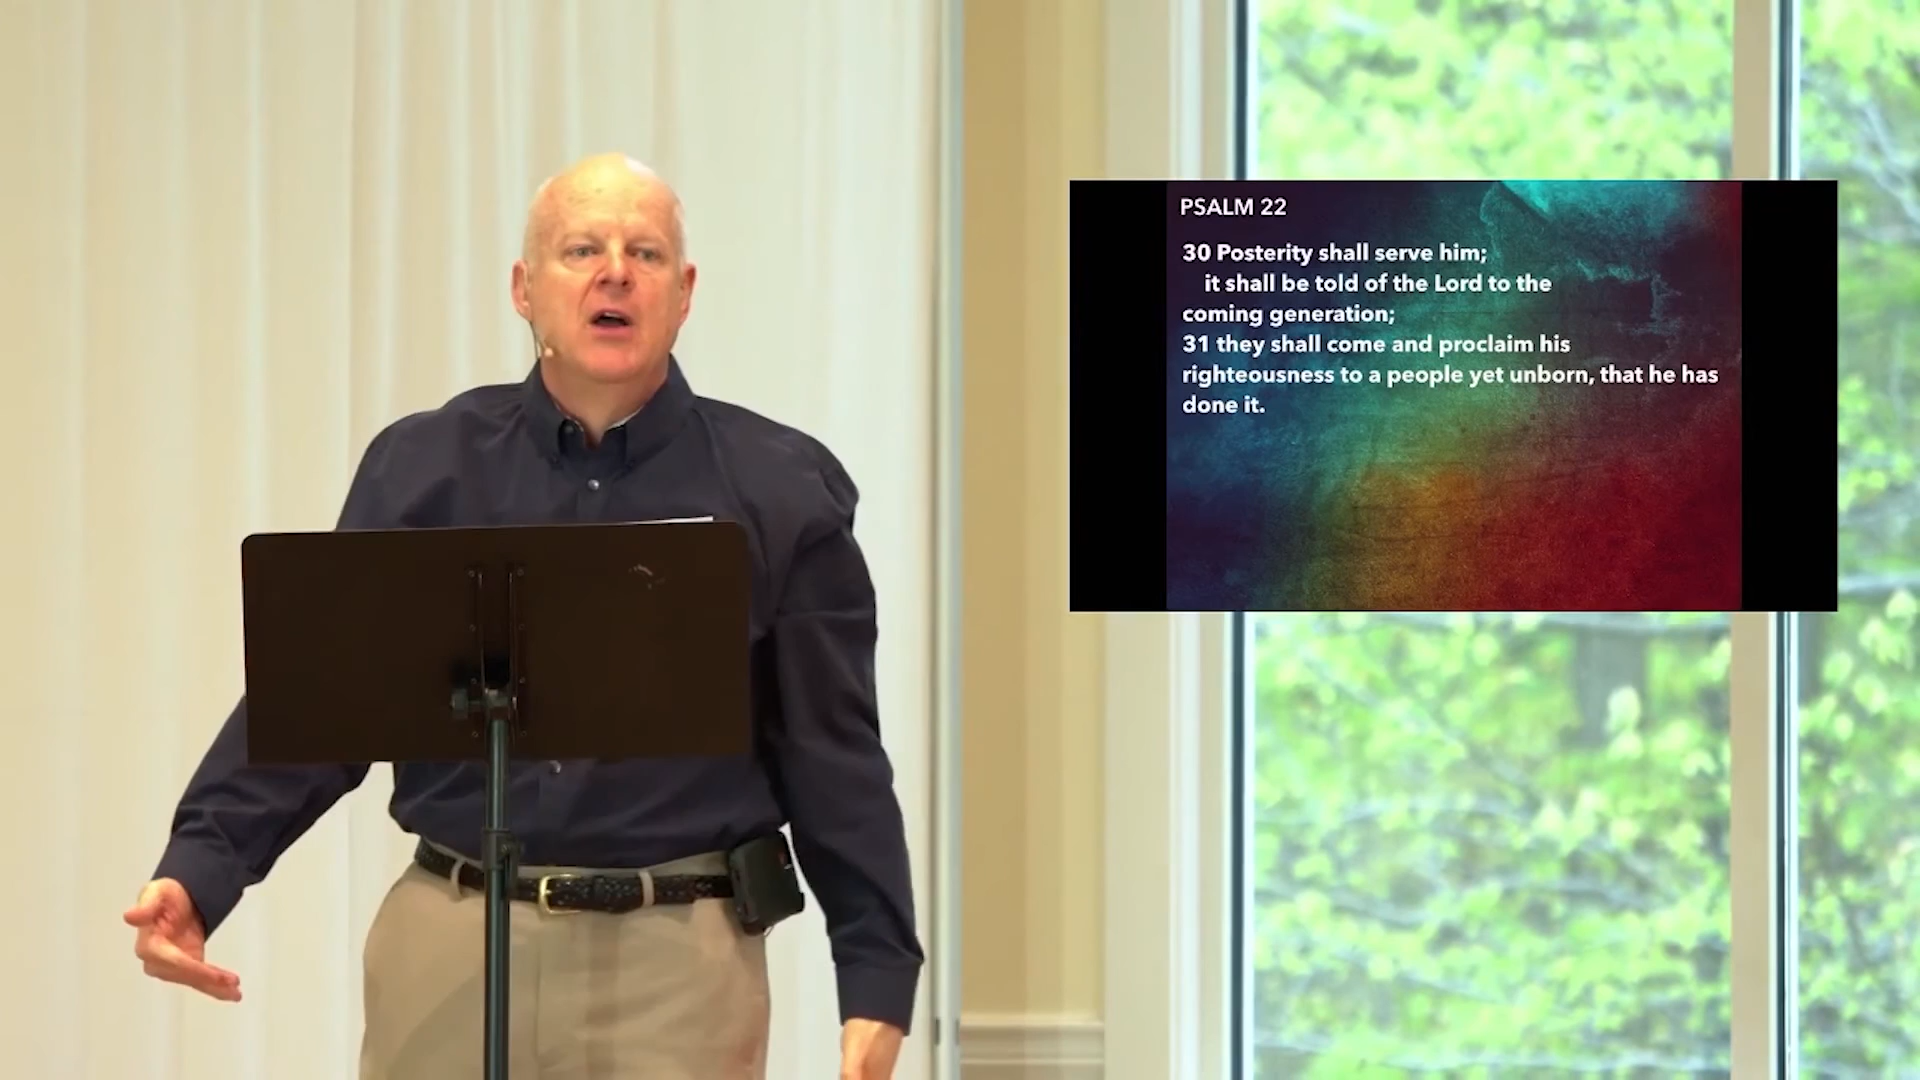 PSALM 22
30 Posterity shall serve him;
it shall be told of the Lord to the
coming generation;
31 they shall come and proclaim his
righteousness to a people yet unborn, that he has
done it.